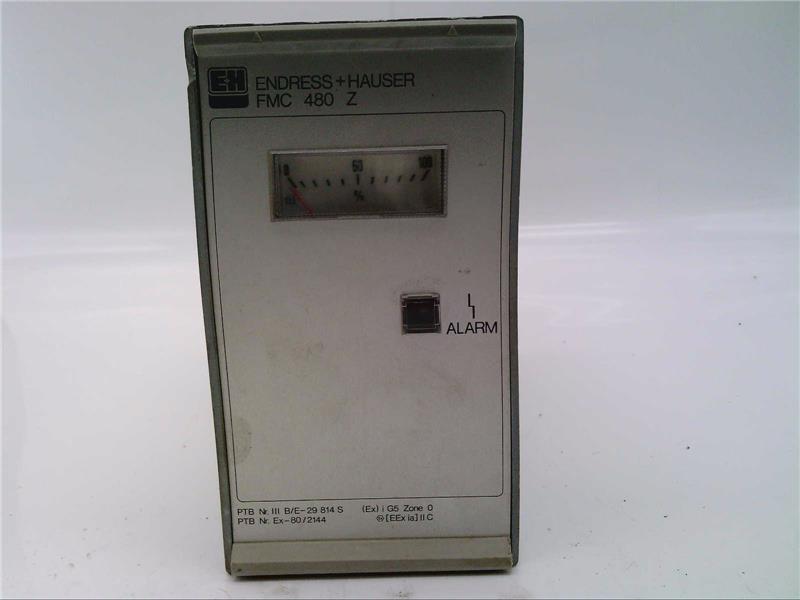 E+H ENDRESS+HAUSER
FMC 480 Z
0 50 100
%
ALARM
PTB Nr. III B/E-29 814 S (Ex) i G5 Zone 0
PTB Nr. Ex-80/2144 [EEx ia] II C